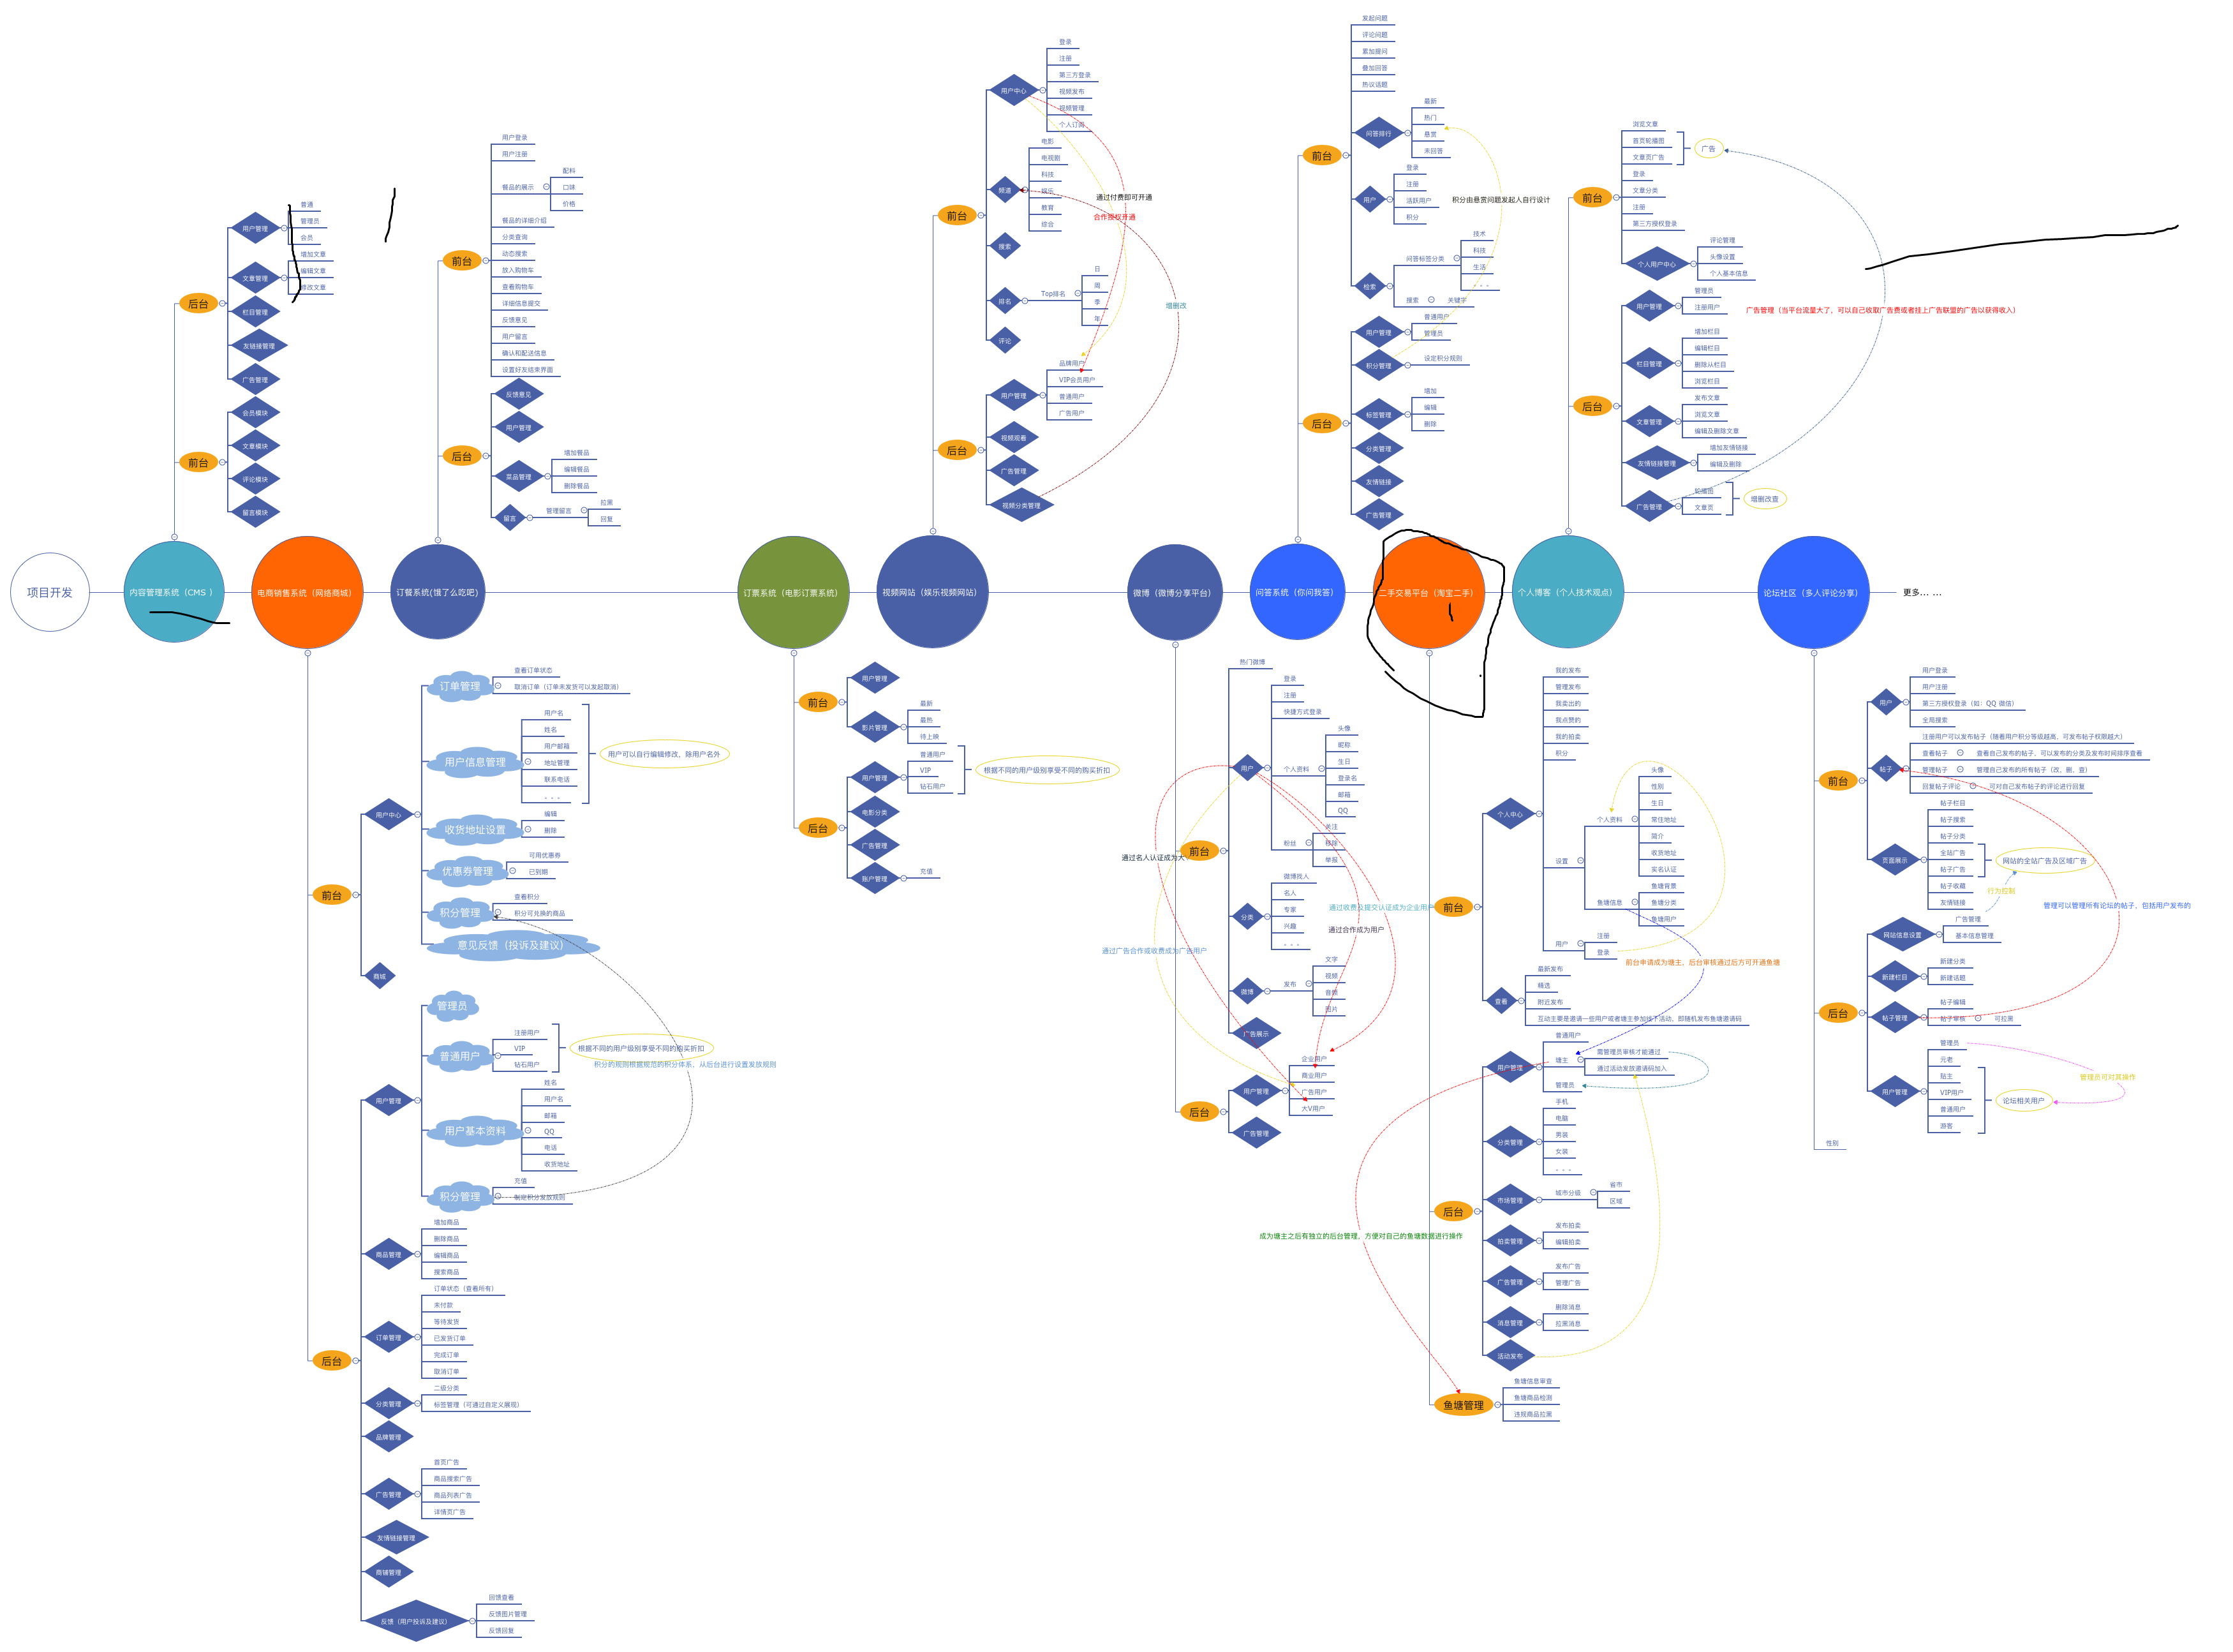 项目开发
内容管理系统（CMS ）
后台
用户管理
普通
管理员
会员
文章管理
增加文章
编辑文章
修改文章
栏目管理
友链接管理
广告管理
前台
会员模块
文章模块
评论模块
留言模块
电商销售系统（网络商城）
前台
用户中心
订单管理
查看订单状态
取消订单（订单未发货可以发起取消）
用户信息管理
用户名
姓名
用户邮箱
地址管理
联系电话
。。。
用户可以自行编辑修改，除用户名外
收货地址设置
编辑
删除
优惠券管理
可用优惠券
已到期
积分管理
查看积分
积分可兑换的商品
意见反馈（投诉及建议）
商城
后台
用户管理
管理员
普通用户
注册用户
VIP
钻石用户
根据不同的用户级别享受不同的购买折扣
积分的规则根据规范的积分体系，从后台进行设置发放规则
用户基本资料
姓名
用户名
邮箱
QQ
电话
收货地址
积分管理
充值
制定积分发放规则
商品管理
增加商品
删除商品
编辑商品
搜索商品
订单管理
订单状态（查看所有）
未付款
等待发货
已发货订单
完成订单
取消订单
分类管理
二级分类
标签管理（可通过自定义展现）
品牌管理
广告管理
首页广告
商品搜索广告
商品列表广告
详情页广告
友情链接管理
商铺管理
反馈（用户投诉及建议）
回馈查看
反馈图片管理
反馈回复
订餐系统(饿了么吃吧)
前台
用户登录
用户注册
餐品的展示
配料
口味
价格
餐品的详细介绍
分类查询
动态搜索
放入购物车
查看购物车
详细信息提交
反馈意见
用户留言
确认和配送信息
设置好友结束界面
后台
反馈意见
用户管理
菜品管理
增加餐品
编辑餐品
删除餐品
留言
管理留言
拉黑
回复
订票系统（电影订票系统）
前台
用户管理
影片管理
最新
最热
待上映
后台
用户管理
普通用户
VIP
钻石用户
根据不同的用户级别享受不同的购买折扣
电影分类
广告管理
账户管理
充值
视频网站（娱乐视频网站）
前台
用户中心
登录
注册
第三方登录
视频发布
视频管理
个人订阅
频道
电影
电视剧
科技
娱乐
教育
综合
搜索
排名
Top排名
日
周
季
年
评论
通过付费即可开通
合作授权开通
增删改
后台
用户管理
品牌用户
VIP会员用户
普通用户
广告用户
视频观看
广告管理
视频分类管理
微博（微博分享平台）
前台
热门微博
用户
登录
注册
快捷方式登录
个人资料
头像
昵称
生日
登录名
邮箱
QQ
粉丝
关注
移除
举报
分类
微博找人
名人
专家
兴趣
。。。
微博
发布
文字
视频
音频
图片
广告展示
通过名人认证成为大
通过收费及提交认证成为企业用户
通过合作成为用户
通过广告合作或收费成为广告用户
后台
用户管理
企业用户
商业用户
广告用户
大V用户
广告管理
问答系统（你问我答）
前台
发起问题
评论问题
累加提问
叠加回答
热议话题
问答排行
最新
热门
悬赏
未回答
用户
登录
注册
活跃用户
积分
检索
问答标签分类
技术
科技
生活
。。。
搜索
关键字
积分由悬赏问题发起人自行设计
后台
用户管理
普通用户
管理员
积分管理
设定积分规则
标签管理
增加
编辑
删除
分类管理
友情链接
广告管理
二手交易平台（淘宝二手）
前台
个人中心
我的发布
管理发布
我卖出的
我点赞的
我的拍卖
积分
设置
个人资料
头像
性别
生日
常住地址
简介
收货地址
实名认证
鱼塘信息
鱼塘背景
鱼塘分类
鱼塘用户
用户
注册
登录
前台申请成为塘主，后台审核通过后方可开通鱼塘
查看
最新发布
精选
附近发布
互动主要是邀请一些用户或者塘主参加线下活动，即随机发布鱼塘邀请码
后台
用户管理
普通用户
塘主
需管理员审核才能通过
通过活动发放邀请码加入
管理员
分类管理
手机
电脑
男装
女装
。。。
市场管理
城市分级
省市
区域
拍卖管理
发布拍卖
编辑拍卖
广告管理
发布广告
管理广告
消息管理
删除消息
拉黑消息
活动发布
成为塘主之后有独立的后台管理，方便对自己的鱼塘数据进行操作
鱼塘管理
鱼塘信息审查
鱼塘商品检测
违规商品拉黑
个人博客（个人技术观点）
前台
浏览文章
首页轮播图
文章页广告
广告
登录
文章分类
注册
第三方授权登录
个人用户中心
评论管理
头像设置
个人基本信息
后台
用户管理
管理员
注册用户
广告管理（当平台流量大了，可以自己收取广告费或者挂上广告联盟的广告以获得收入）
栏目管理
增加栏目
编辑栏目
删除从栏目
浏览栏目
文章管理
发布文章
浏览文章
编辑及删除文章
友情链接管理
增加友情链接
编辑及删除
广告管理
轮播图
文章页
增删改查
论坛社区（多人评论分享）
前台
用户
用户登录
用户注册
第三方授权登录（如：QQ 微信）
全局搜索
帖子
注册用户可以发布帖子（随着用户积分等级越高，可发布帖子权限越大）
查看帖子
查看自己发布的帖子，可以发布的分类及发布时间排序查看
管理帖子
管理自己发布的所有帖子（改，删，查）
回复帖子评论
可对自己发布帖子的评论进行回复
页面展示
帖子栏目
帖子搜索
帖子分类
全站广告
帖子广告
网站的全站广告及区域广告
帖子收藏
友情链接
行为控制
管理可以管理所有论坛的帖子，包括用户发布的
后台
网站信息设置
广告管理
基本信息管理
新建栏目
新建分类
新建话题
帖子管理
帖子编辑
帖子审核
可拉黑
用户管理
管理员
元老
贴主
VIP用户
普通用户
游客
论坛相关用户
管理员可对其操作
性别
更多... ...